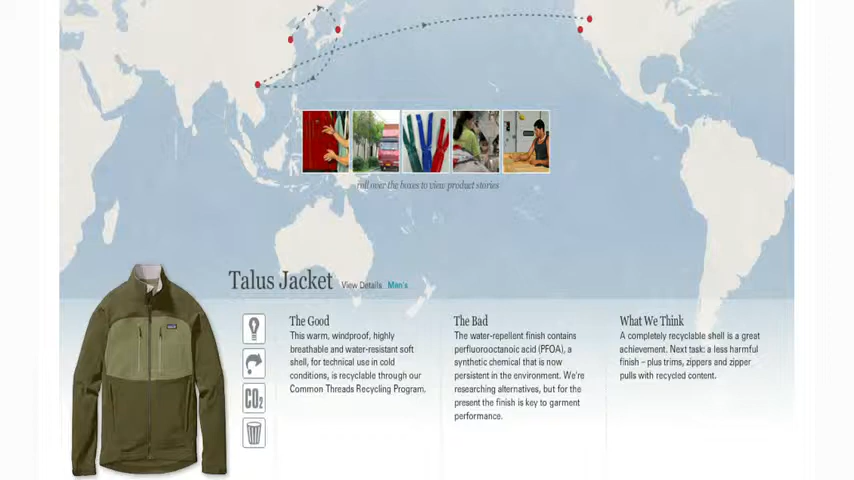 roll over the boxes to view product stories
Talus Jacket View Details Men's
The Good
This warm, windproof, highly
breathable and water-resistant soft
shell, for technical use in cold
conditions, is recyclable through our
Common Threads Recycling Program.
The Bad
The water-repellent finish contains
perfluorooctanoic acid (PFOA), a
synthetic chemical that is now
persistent in the environment. We're
researching alternatives, but for the
present the finish is key to garment
performance.
What We Think
A completely recyclable shell is a great
achievement. Next task: a less harmful
finish – plus trims, zippers and zipper
pulls with recycled content.
CO2